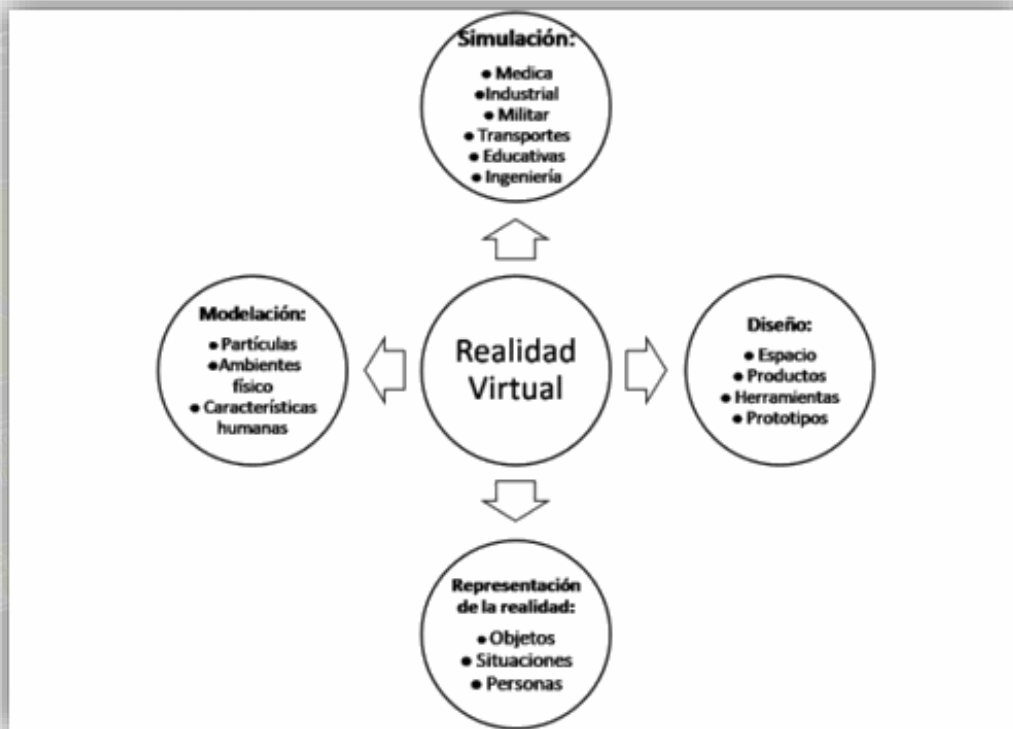 Simulación:
● Medica
●Industrial
● Militar
● Transportes
● Educativas
● Ingeniería
Modelación:
● Partículas
●Ambientes
físico
● Características
humanas
Realidad
Virtual
Diseño:
● Espacio
● Productos
● Herramientas
● Prototipos
Representación
de la realidad:
● Objetos
● Situaciones
● Personas